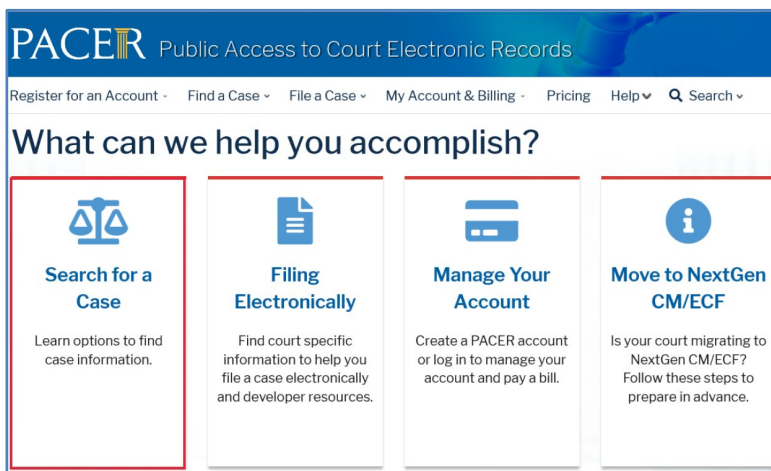 PACER Public Access to Court Electronic Records
Register for an Account Find a Case File a Case My Account & Billing Pricing Help Search
What can we help you accomplish?
Search for a
Case
Learn options to find
case information.
Filing
Electronically
Find court specific
information to help you
file a case electronically
and developer resources.
Manage Your
Account
Create a PACER account
or log in to manage your
account and pay a bill.
Move to NextGen
CM/ECF
Is your court migrating to
NextGen CM/ECF?
Follow these steps to
prepare in advance.